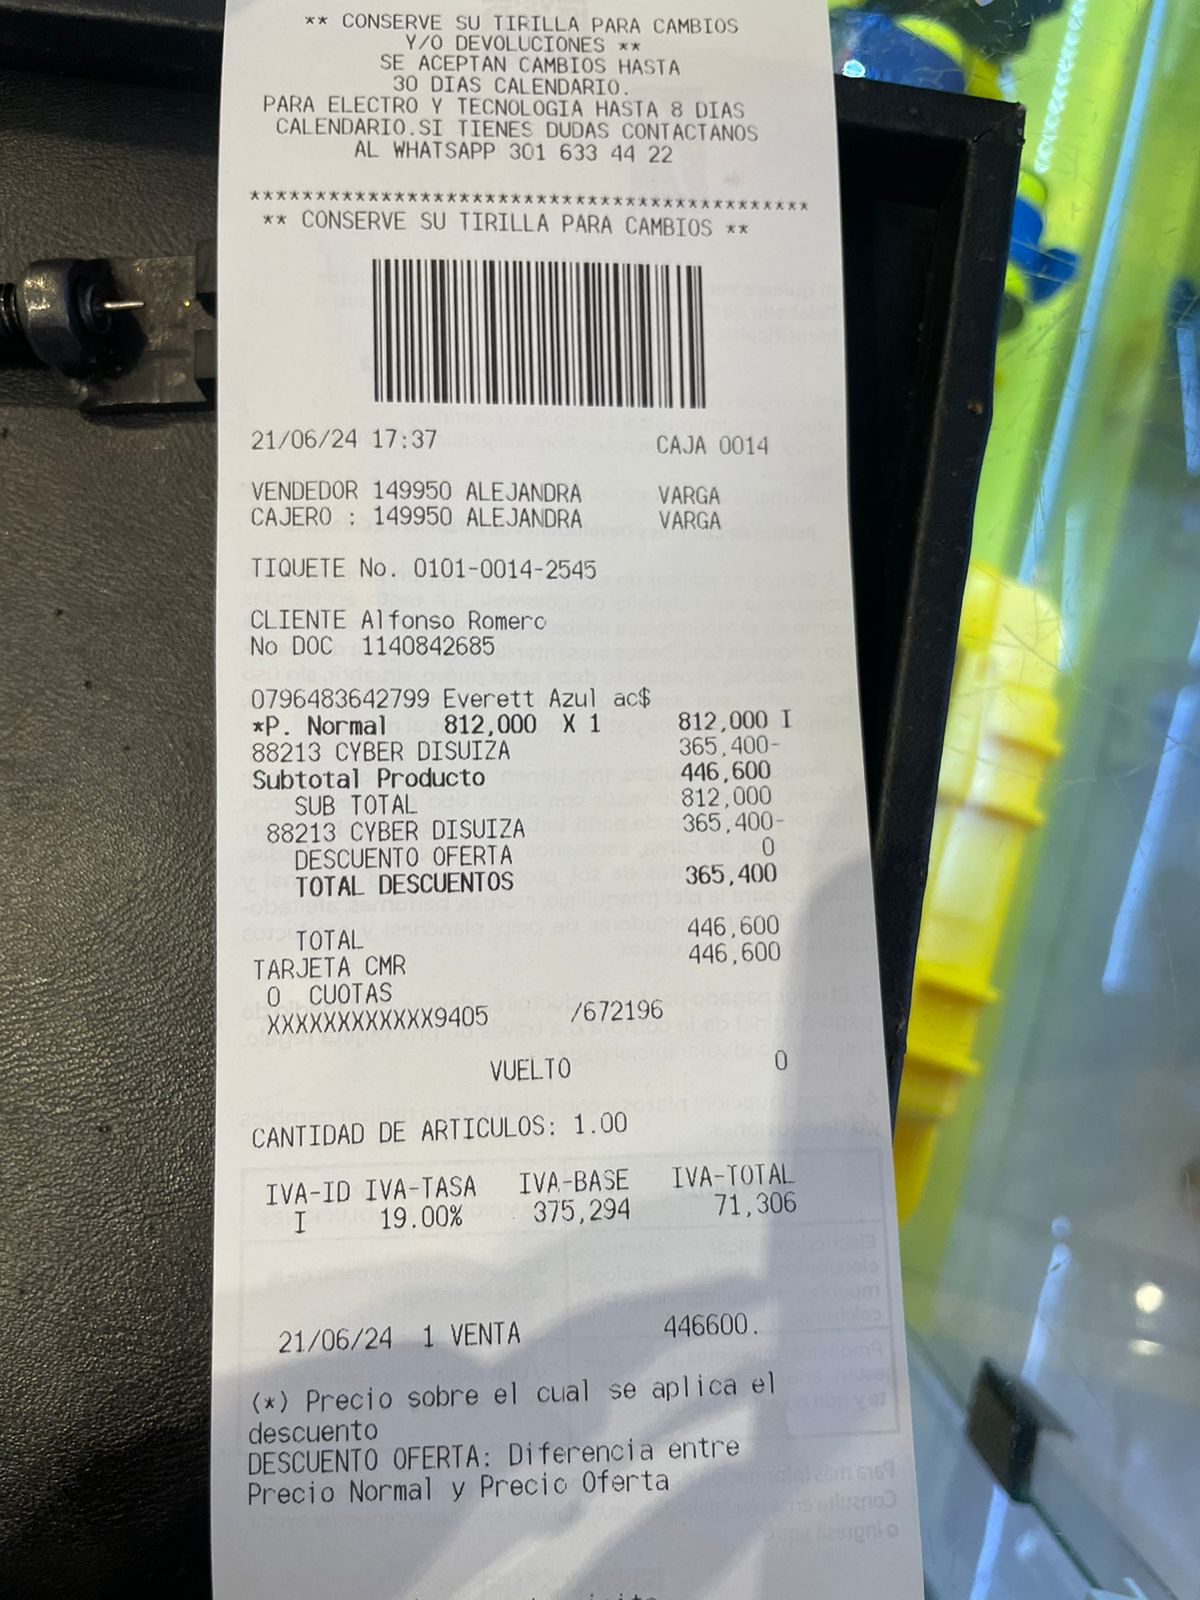 ** CONSERVE SU TIRILLA PARA CAMBIOS
Y/O DEVOLUCIONES **
SE ACEPTAN CAMBIOS HASTA
30 DIAS CALENDARIO.
PARA ELECTRO Y TECNOLOGIA HASTA 8 DIAS
CALENDARIO.SI TIENES DUDAS CONTACTANOS
AL WHATSAPP 301 633 44 22
*******************************************
** CONSERVE SU TIRILLA PARA CAMBIOS **
21/06/24 17:37 CAJA 0014
VENDEDOR 149950 ALEJANDRA VARGA
CAJERO : 149950 ALEJANDRA VARGA
TIQUETE No. 0101-0014-2545
CLIENTE Alfonso Romero
No DOC 1140842685
0796483642799 Everett Azul ac$
*P. Normal 812,000 X 1 812,000 I
88213 CYBER DISUIZA 365,400-
Subtotal Producto 446,600
SUB TOTAL 812,000
88213 CYBER DISUIZA 365,400-
DESCUENTO OFERTA 0
TOTAL DESCUENTOS 365,400
TOTAL 446,600
TARJETA CMR 446,600
0 CUOTAS
XXXXXXXXXXXX9405 /672196
VUELTO 0
CANTIDAD DE ARTICULOS: 1.00
IVA-ID IVA-TASA IVA-BASE IVA-TOTAL
I 19.00% 375,294 71,306
21/06/24 1 VENTA 446600.
(*) Precio sobre el cual se aplica el
descuento
DESCUENTO OFERTA: Diferencia entre
Precio Normal y Precio Oferta